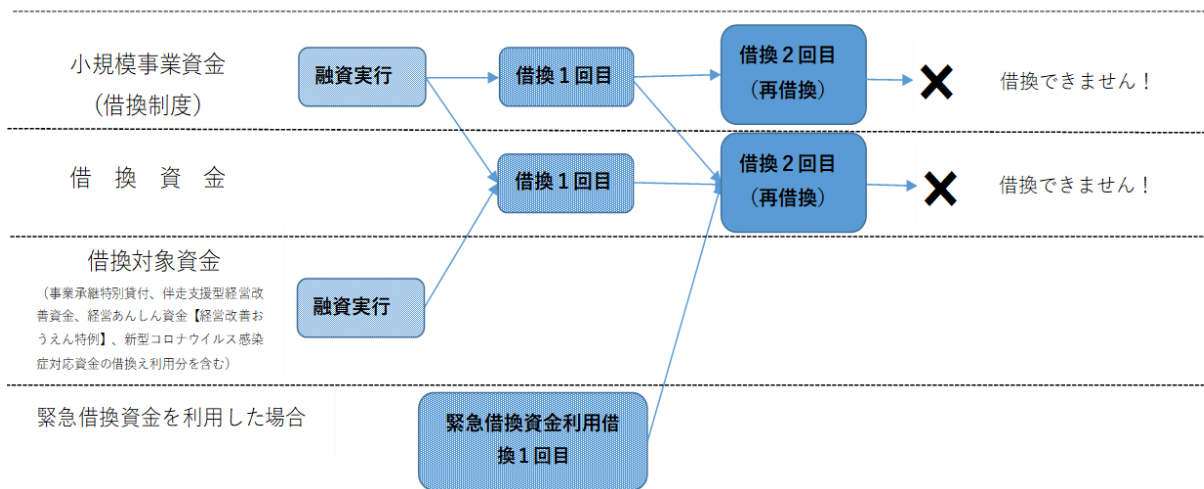 小規模事業資金
(借換制度)
融資実行
借換1回目
借換2回目
(再借換)
借換できません!
借 換 資 金
借換1回目
借換2回目
(再借換)
借換できません!
借換対象資金
(事業承継特別貸付、伴走支援型経営改
善資金、経営あんしん資金【経営改善お
うえん特例】、新型コロナウイルス感染
症対応資金の借換え利用分を含む)
融資実行
緊急借換資金を利用した場合
緊急借換資金利用借
換1回目